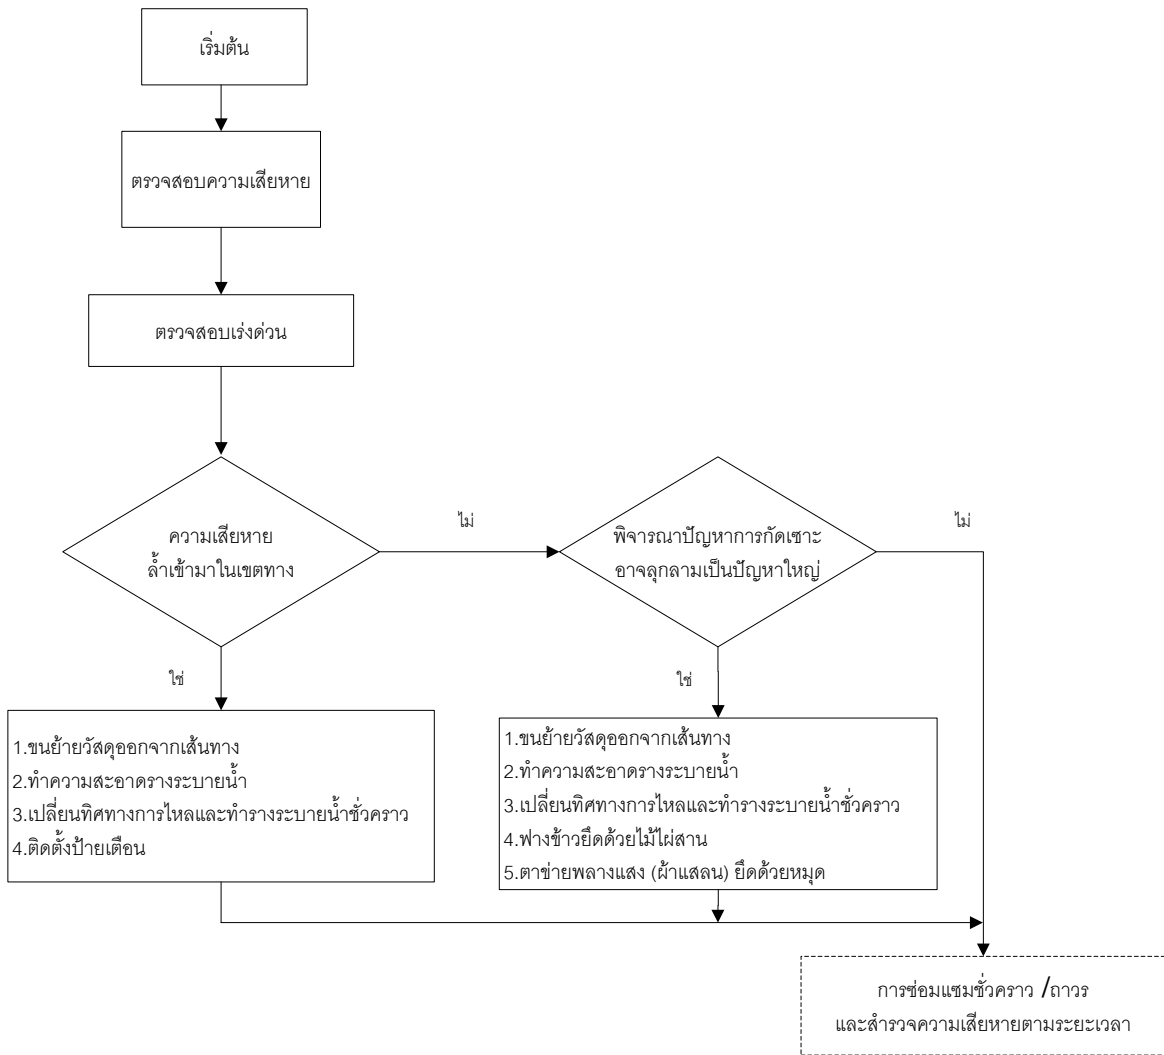 เริ่มต้น
ตรวจสอบความเสียหาย
ตรวจสอบเร่งด่วน
ความเสียหาย
ล้ำเข้ามาในเขตทาง
ไม่
พิจารณาปัญหาการกัดเซาะ
อาจลุกลามเป็นปัญหาใหญ่
ไม่
ใช่
ใช่
1.ขนย้ายวัสดุออกจากเส้นทาง
2.ทำความสะอาดรางระบายน้ำ
3.เปลี่ยนทิศทางการไหลและทำรางระบายน้ำชั่วคราว
4.ติดตั้งป้ายเตือน
1.ขนย้ายวัสดุออกจากเส้นทาง
2.ทำความสะอาดรางระบายน้ำ
3.เปลี่ยนทิศทางการไหลและทำรางระบายน้ำชั่วคราว
4.ฟางข้าวยึดด้วยไม้ไผ่สาน
5.ตาข่ายพลางแสง (ผ้าแสลน) ยึดด้วยหมุด
การซ่อมแซมชั่วคราว /ถาวร
และสำรวจความเสียหายตามระยะเวลา